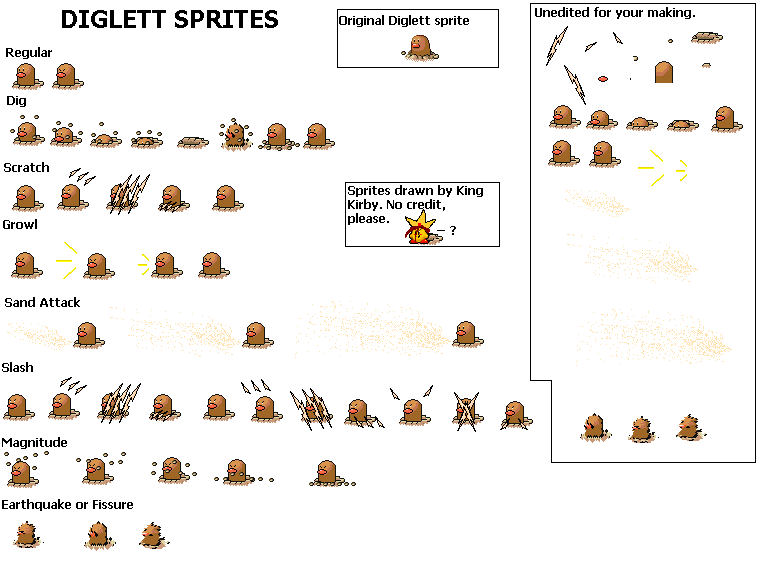 DIGLETT SPRITES
Original Diglett sprite
Unedited for your making.
Regular
Dig
Scratch
Sprites drawn by King
Kirby. No credit,
please.
– ?
Growl
Sand Attack
Slash
Magnitude
Earthquake or Fissure